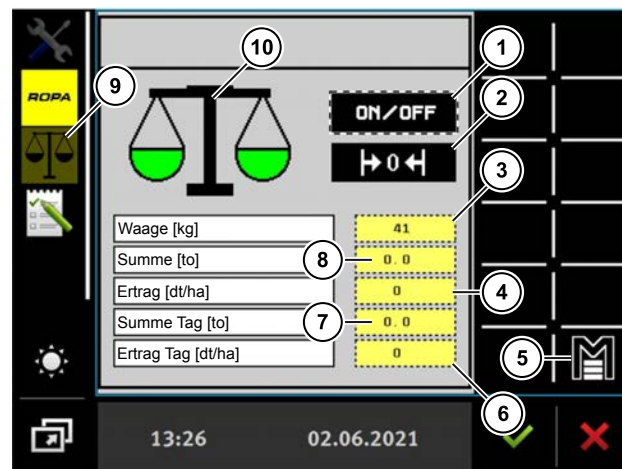 10
1
9
ROPA
ON/OFF
2
0
3
Waage [kg] 41
Summe [to] 8 0.0
Ertrag [dt/ha] 0 4
Summe Tag [to] 7 0.0
Ertrag Tag [dt/ha] 0
5
M
6
13:26 02.06.2021